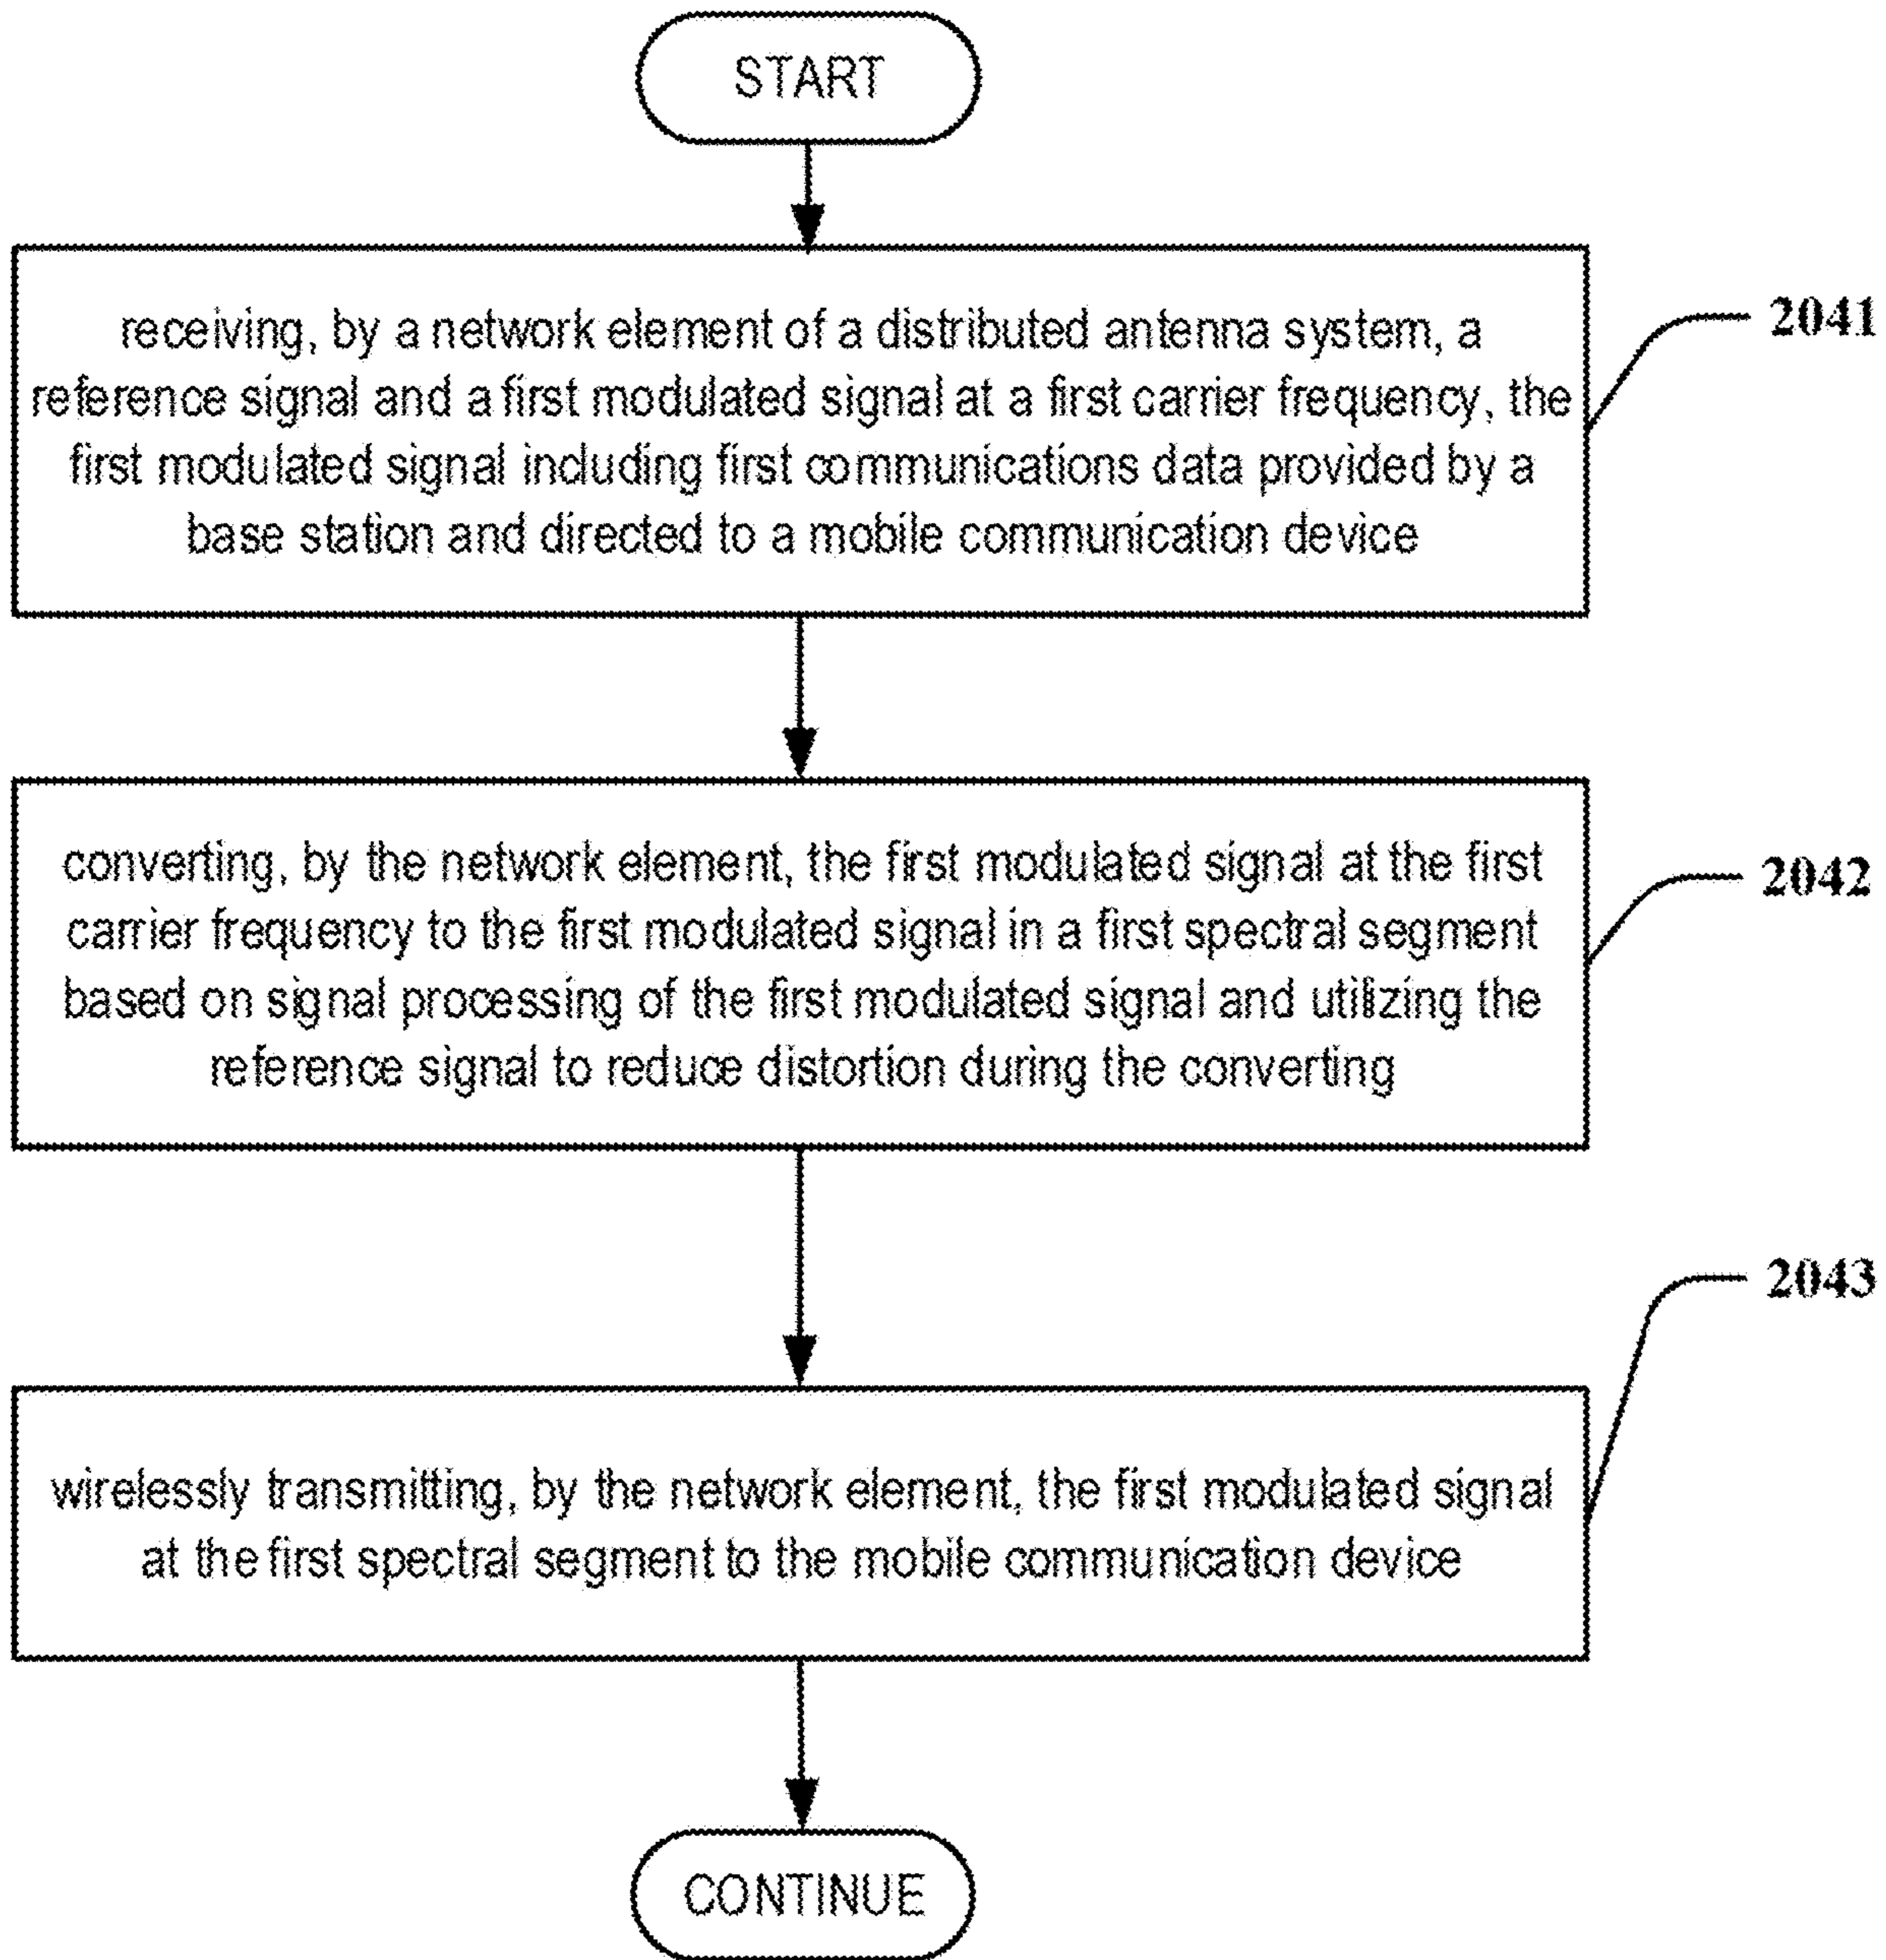 START
receiving, by a network element of a distributed antenna system, a
reference signal and a first modulated signal at a first carrier frequency, the
first modulated signal including first communications data provided by a
base station and directed to a mobile communication device
2041
converting, by the network element, the first modulated signal at the first
carrier frequency to the first modulated signal in a first spectral segment
based on signal processing of the first modulated signal and utilizing the
reference signal to reduce distortion during the converting
2042
2043
wirelessly transmitting, by the network element, the first modulated signal
at the first spectral segment to the mobile communication device
CONTINUE